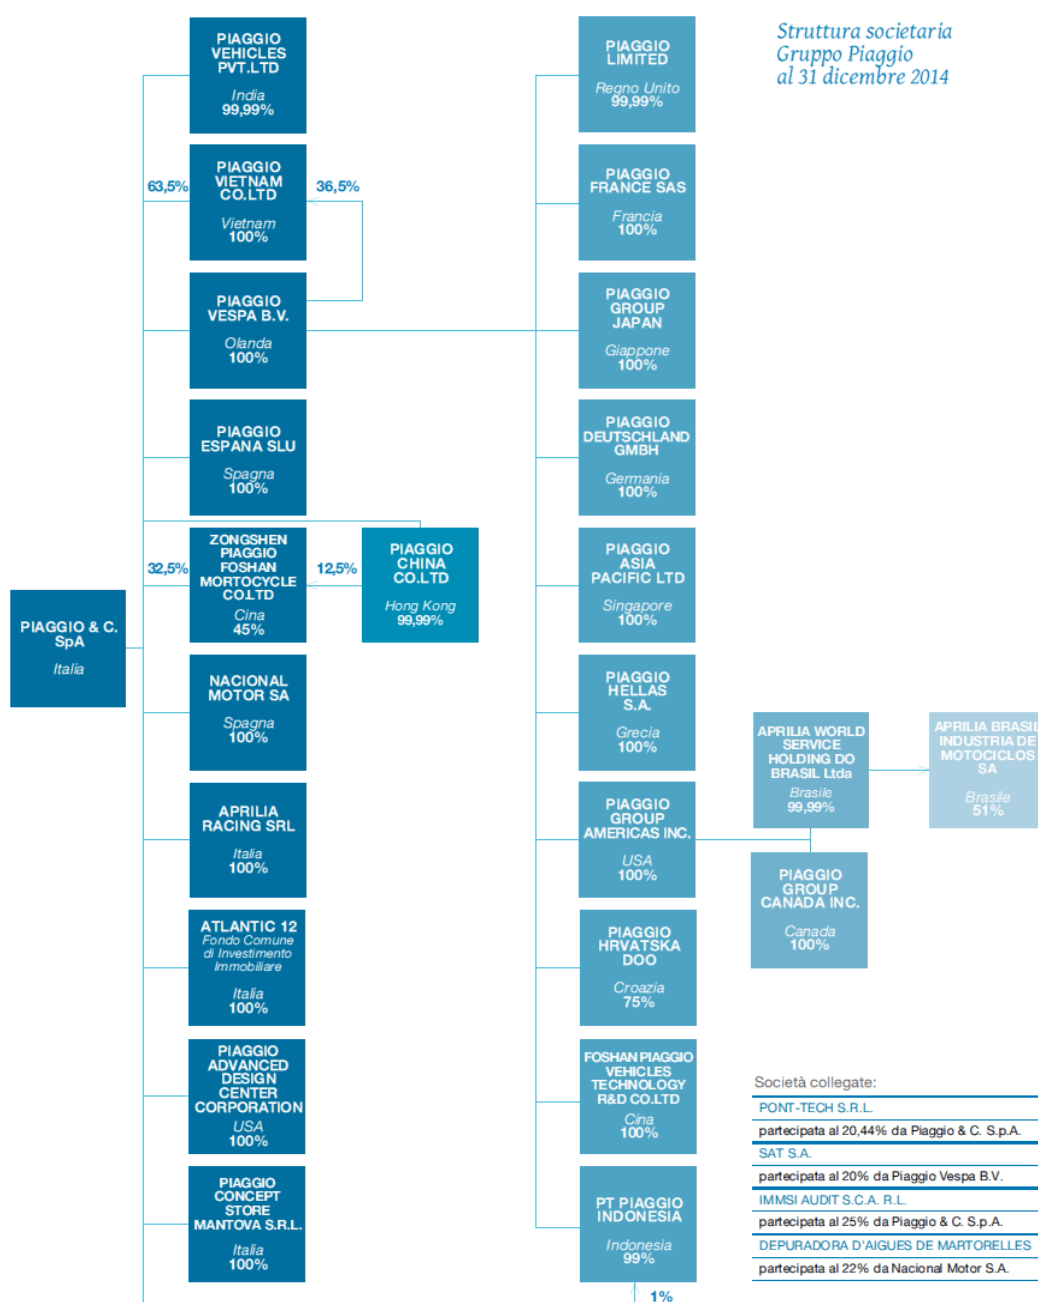 Struttura societaria
Gruppo Piaggio
al 31 dicembre 2014
PIAGGIO & C.
SpA
Italia
PIAGGIO
VEHICLES
PVT.LTD
India
99,99%
63,5%
PIAGGIO
VIETNAM
CO.LTD
Vietnam
100%
36,5%
PIAGGIO
VESPA B.V.
Olanda
100%
PIAGGIO
ESPANA SLU
Spagna
100%
32,5%
ZONGSHEN
PIAGGIO
FOSHAN
MORTOCYCLE
CO.LTD
Cina
45%
12,5%
PIAGGIO
CHINA
CO.LTD
Hong Kong
99,99%
NACIONAL
MOTOR SA
Spagna
100%
APRILIA
RACING SRL
Italia
100%
ATLANTIC 12
Fondo Comune
di Investimento
Immobiliare
Italia
100%
PIAGGIO
ADVANCED
DESIGN
CENTER
CORPORATION
USA
100%
PIAGGIO
CONCEPT
STORE
MANTOVA S.R.L.
Italia
100%
PIAGGIO
LIMITED
Regno Unito
99,99%
PIAGGIO
FRANCE SAS
Francia
100%
PIAGGIO
GROUP
JAPAN
Giappone
100%
PIAGGIO
DEUTSCHLAND
GMBH
Germania
100%
PIAGGIO
ASIA
PACIFIC LTD
Singapore
100%
PIAGGIO
HELLAS
S.A.
Grecia
100%
PIAGGIO
GROUP
AMERICAS INC.
USA
100%
PIAGGIO
HRVATSKA
DOO
Croazia
75%
FOSHAN PIAGGIO
VEHICLES
TECHNOLOGY
R&D CO.LTD
Cina
100%
PT PIAGGIO
INDONESIA
Indonesia
99%
1%
APRILIA WORLD
SERVICE
HOLDING DO
BRASIL Ltda
Brasile
99,99%
APRILIA BRASIL
INDUSTRIA DE
MOTOCICLOS
SA
Brasile
51%
PIAGGIO
GROUP
CANADA INC.
Canada
100%
Società collegate:
PONT-TECH S.R.L.
partecipata al 20,44% da Piaggio & C. S.p.A.
SAT S.A.
partecipata al 20% da Piaggio Vespa B.V.
IMMSI AUDIT S.C.A. R.L.
partecipata al 25% da Piaggio & C. S.p.A.
DEPURADORA D'AIGUES DE MARTORELLES
partecipata al 22% da Nacional Motor S.A.